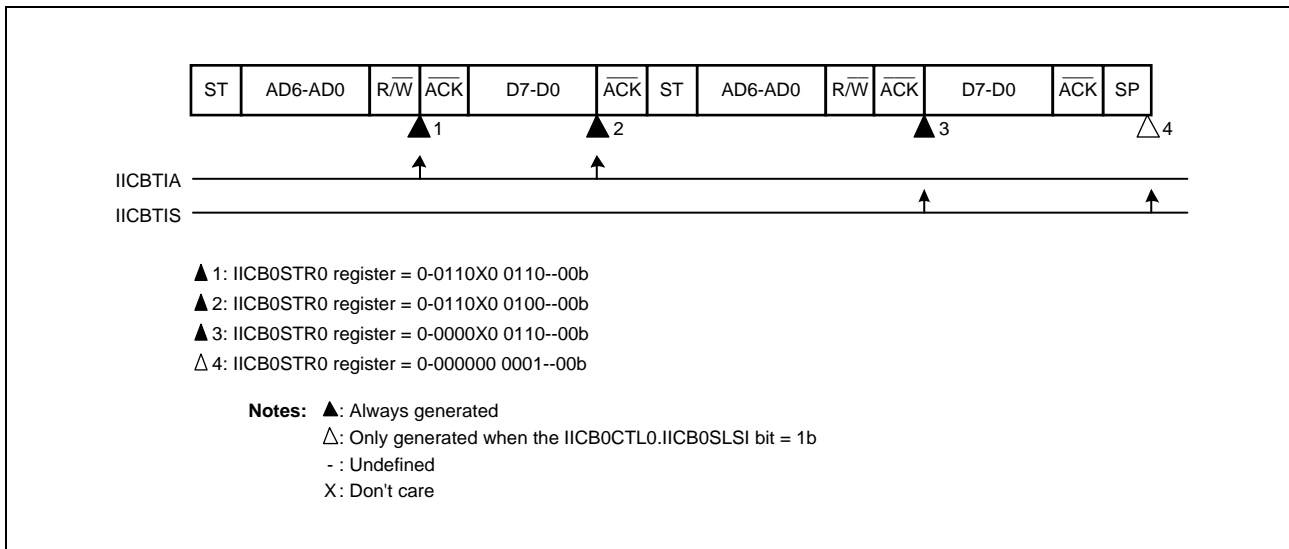 ST AD6-AD0 R/W ACK D7-D0 ACK ST AD6-AD0 R/W ACK D7-D0 ACK SP
1 2 3 4
IICBTIA
IICBTIS
▲ 1: IICB0STR0 register = 0-0110X0 0110--00b
▲ 2: IICB0STR0 register = 0-0110X0 0100--00b
▲ 3: IICB0STR0 register = 0-0000X0 0110--00b
△ 4: IICB0STR0 register = 0-000000 0001--00b
Notes: ▲: Always generated
△: Only generated when the IICB0CTL0.IICB0SLSI bit = 1b
- : Undefined
X: Don't care